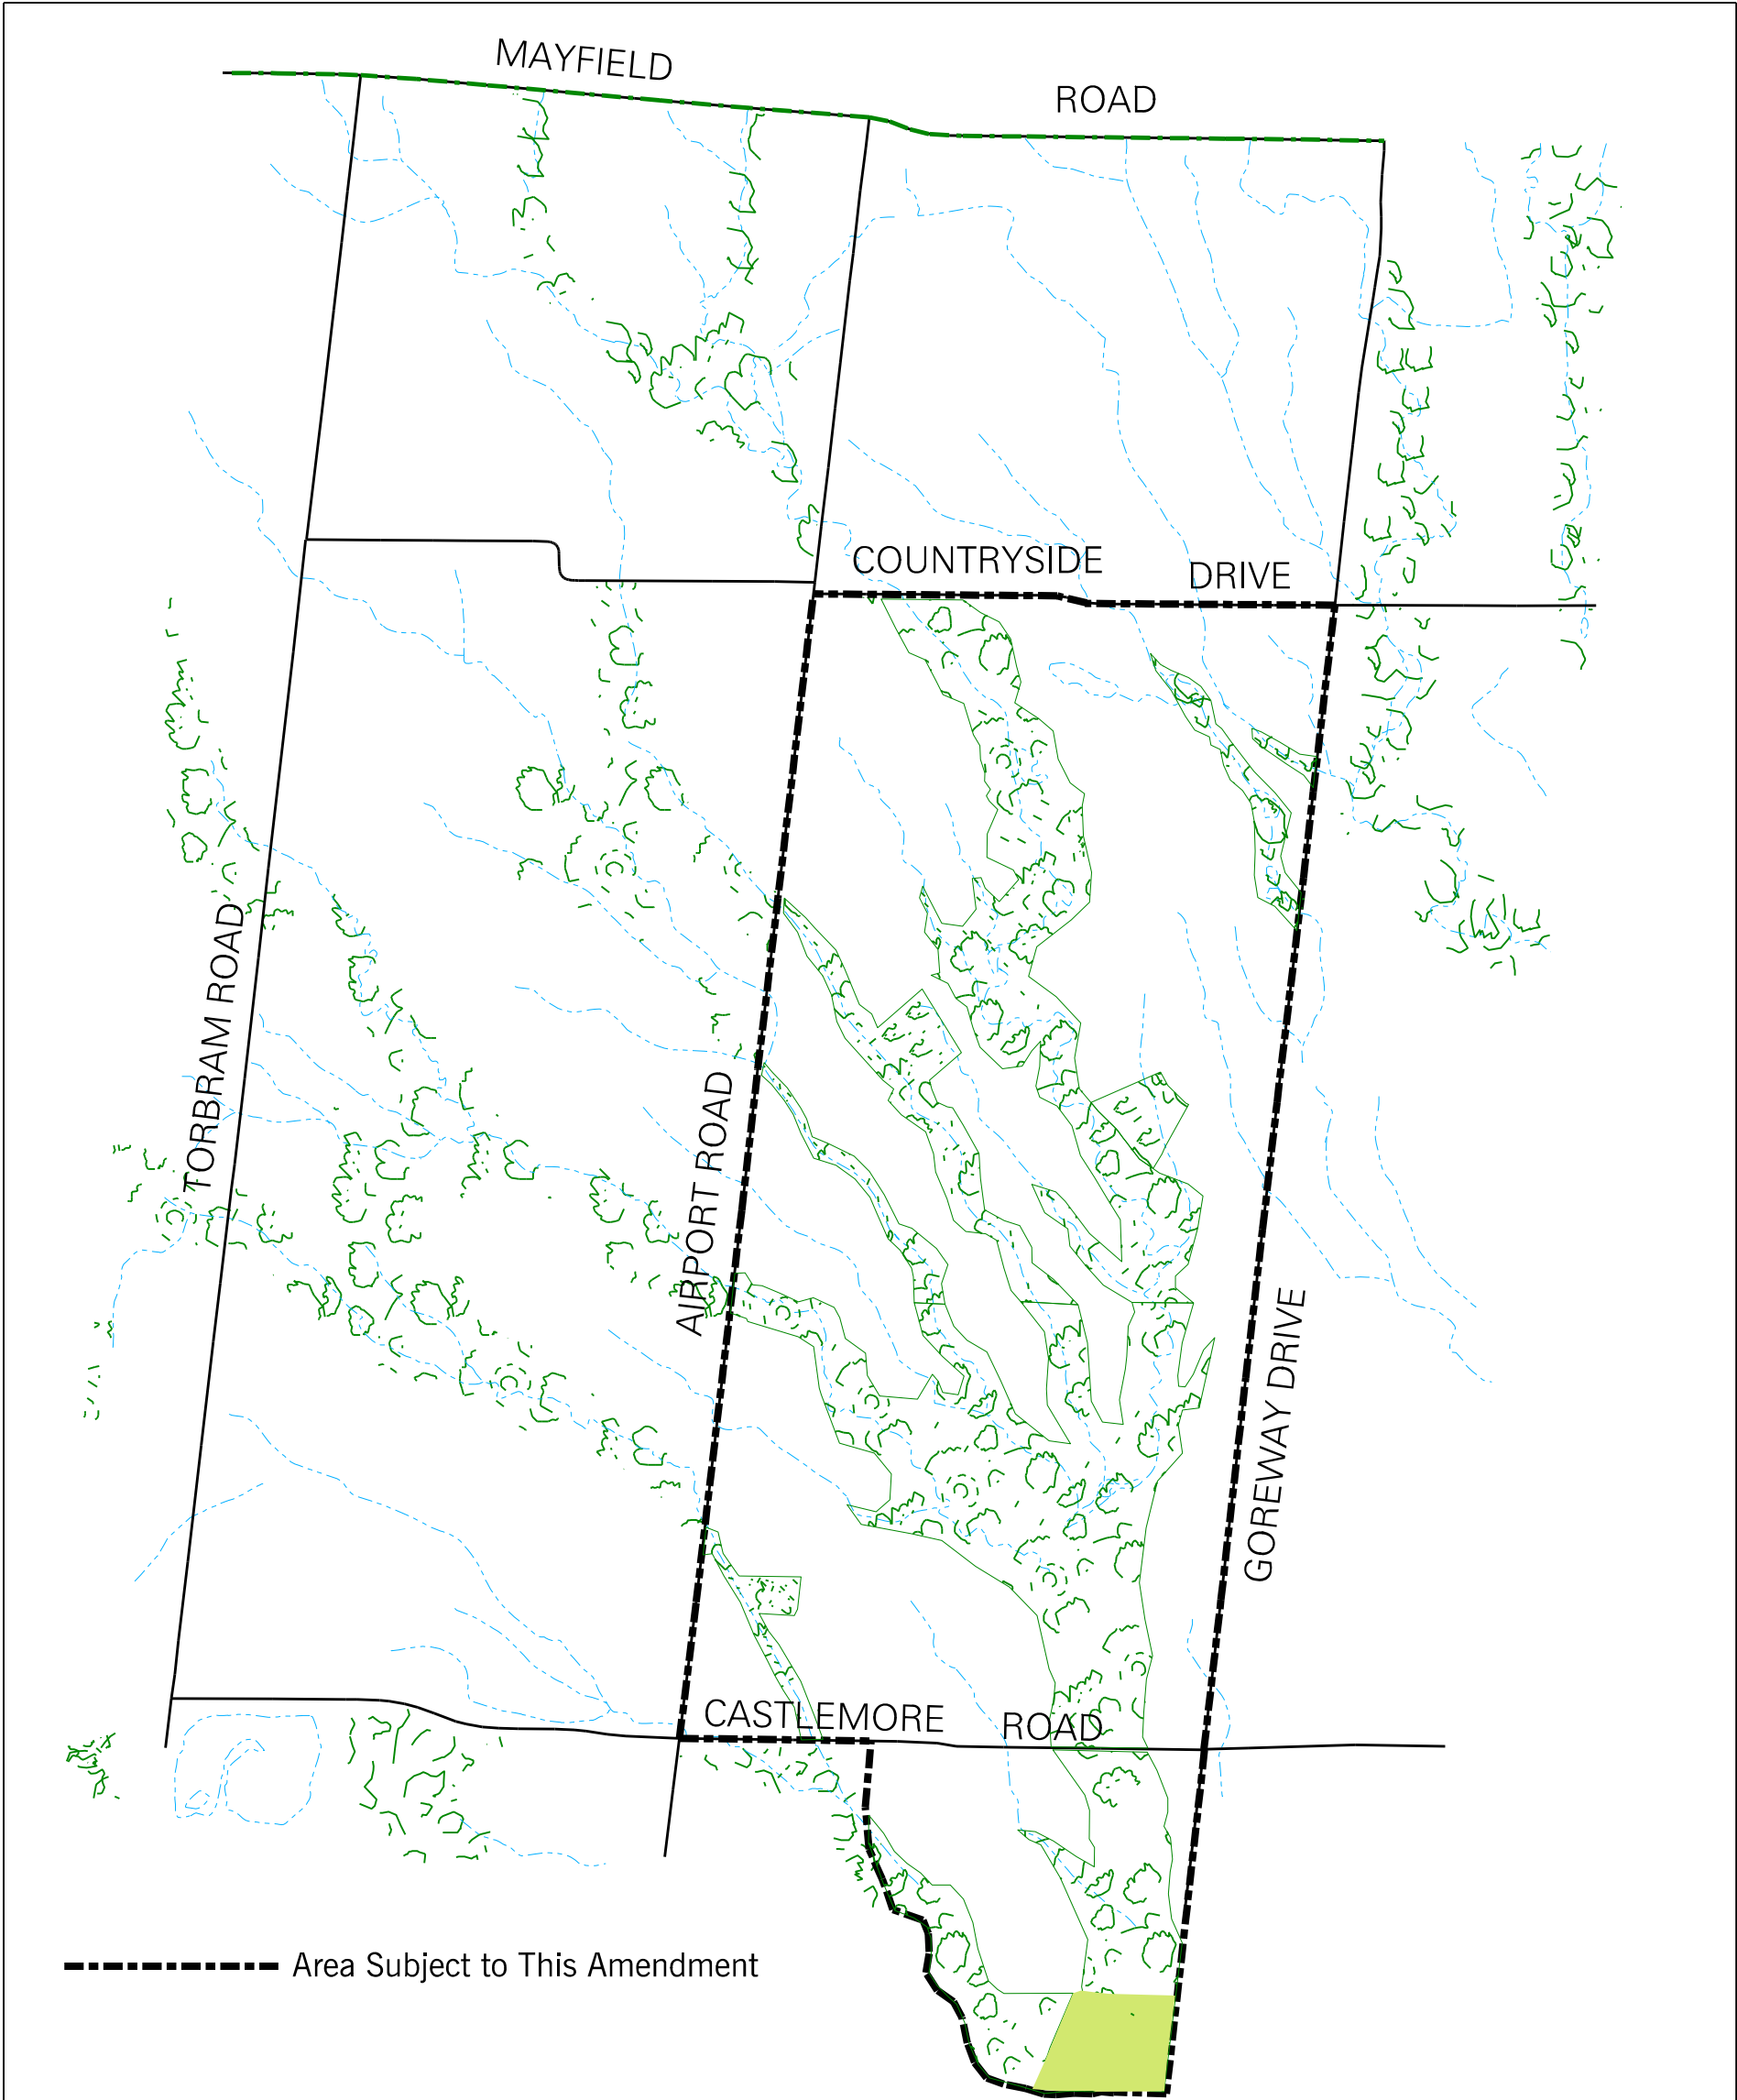 MAYFIELD ROAD
COUNTRYSIDE DRIVE
TORBRAM ROAD
AIRPORT ROAD
GOREWAY DRIVE
CASTLEMORE ROAD
Area Subject to This Amendment